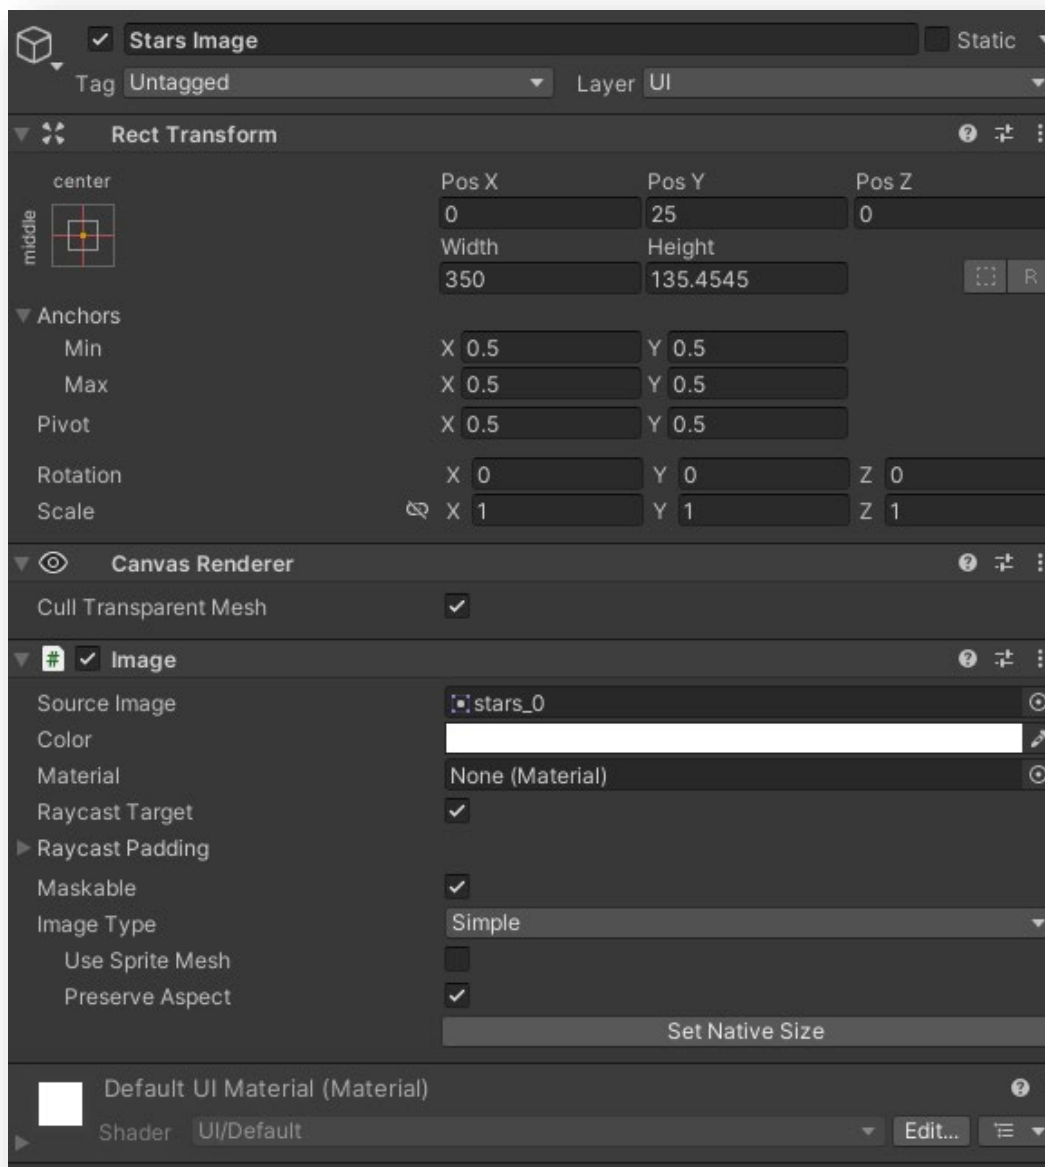 Stars Image Static
Tag Untagged Layer UI
Rect Transform
center
middle
Pos X Pos Y Pos Z
0 25 0
Width Height
350 135.4545
R
Anchors
Min X 0.5 Y 0.5
Max X 0.5 Y 0.5
Pivot X 0.5 Y 0.5
Rotation X 0 Y 0 Z 0
Scale X 1 Y 1 Z 1
Canvas Renderer
Cull Transparent Mesh
# Image
Source Image stars_0
Color
Material None (Material)
Raycast Target
Raycast Padding
Maskable
Image Type Simple
Use Sprite Mesh
Preserve Aspect
Set Native Size
Default UI Material (Material)
Shader UI/Default Edit...